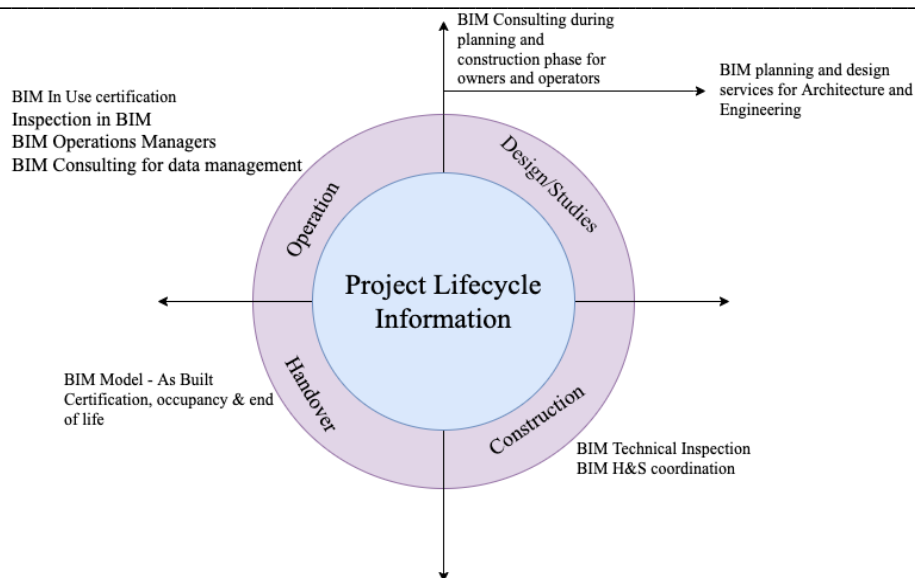 BIM Consulting during
planning and
construction phase for
owners and operators
BIM planning and design
services for Architecture and
Engineering
BIM In Use certification
Inspection in BIM
BIM Operations Managers
BIM Consulting for data management
Design/Studies
Operation
Project Lifecycle
Information
Handover
Construction
BIM Model - As Built
Certification, occupancy & end
of life
BIM Technical Inspection
BIM H&S coordination